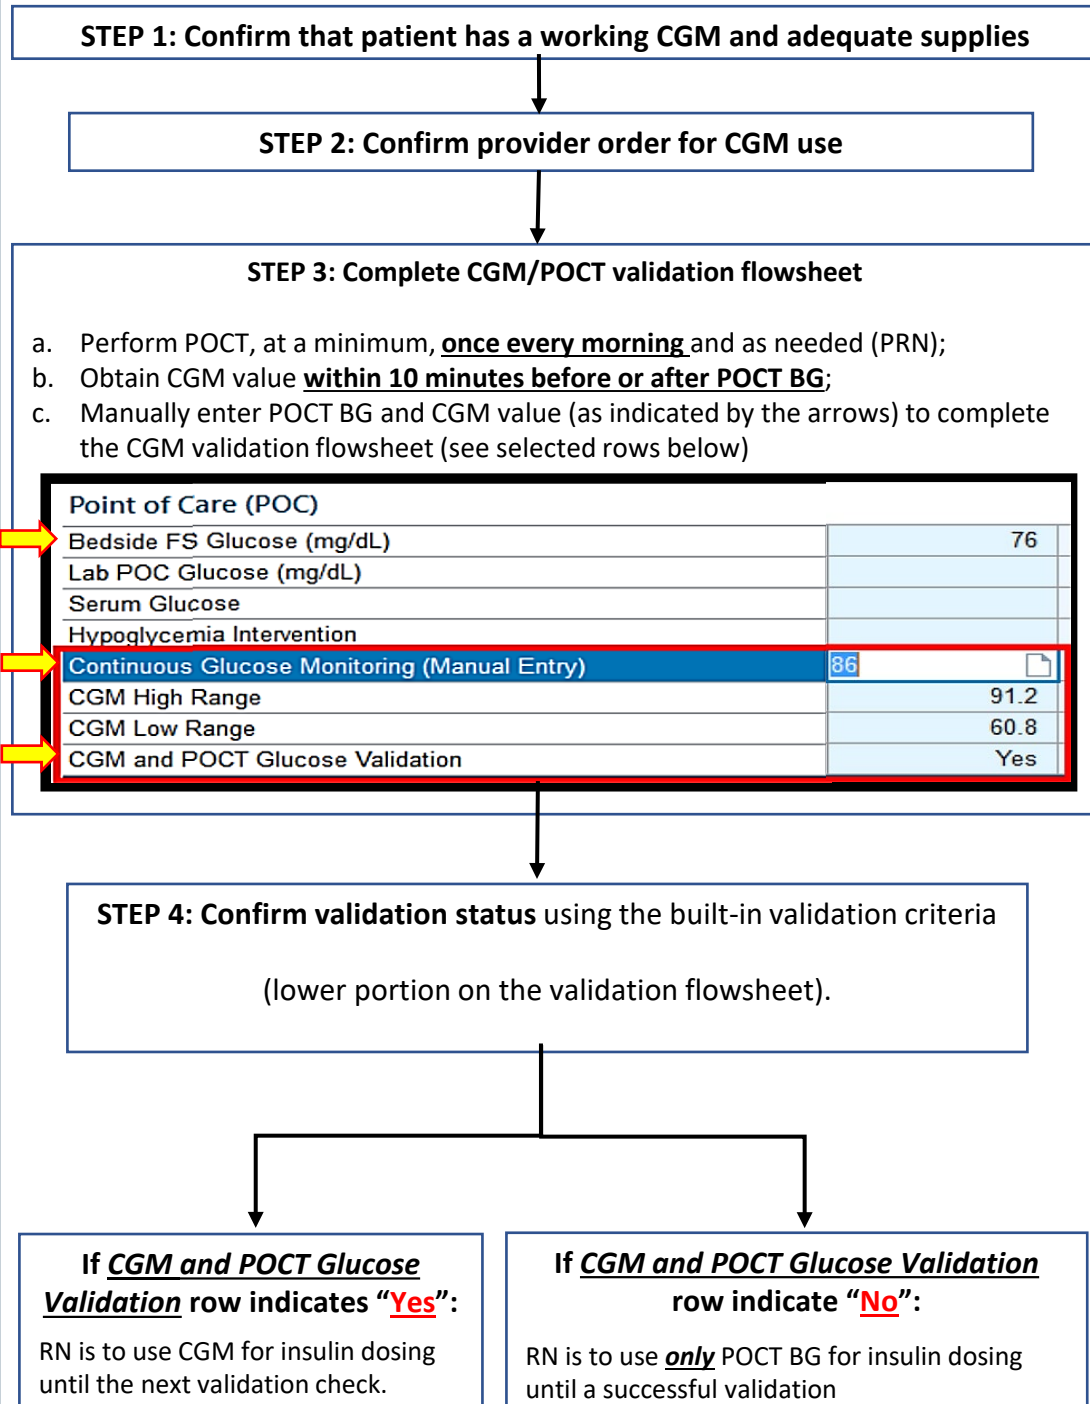 STEP 1: Confirm that patient has a working CGM and adequate supplies
STEP 2: Confirm provider order for CGM use
STEP 3: Complete CGM/POCT validation flowsheet
a. Perform POCT, at a minimum, once every morning and as needed (PRN);
b. Obtain CGM value within 10 minutes before or after POCT BG;
c. Manually enter POCT BG and CGM value (as indicated by the arrows) to complete
the CGM validation flowsheet (see selected rows below)
Point of Care (POC)
Bedside FS Glucose (mg/dL) 76
Lab POC Glucose (mg/dL)
Serum Glucose
Hypoglycemia Intervention
Continuous Glucose Monitoring (Manual Entry) 86
CGM High Range 91.2
CGM Low Range 60.8
CGM and POCT Glucose Validation Yes
STEP 4: Confirm validation status using the built-in validation criteria
(lower portion on the validation flowsheet).
If CGM and POCT Glucose
Validation row indicates “Yes”:
RN is to use CGM for insulin dosing
until the next validation check.
If CGM and POCT Glucose Validation
row indicate “No”:
RN is to use only POCT BG for insulin dosing
until a successful validation